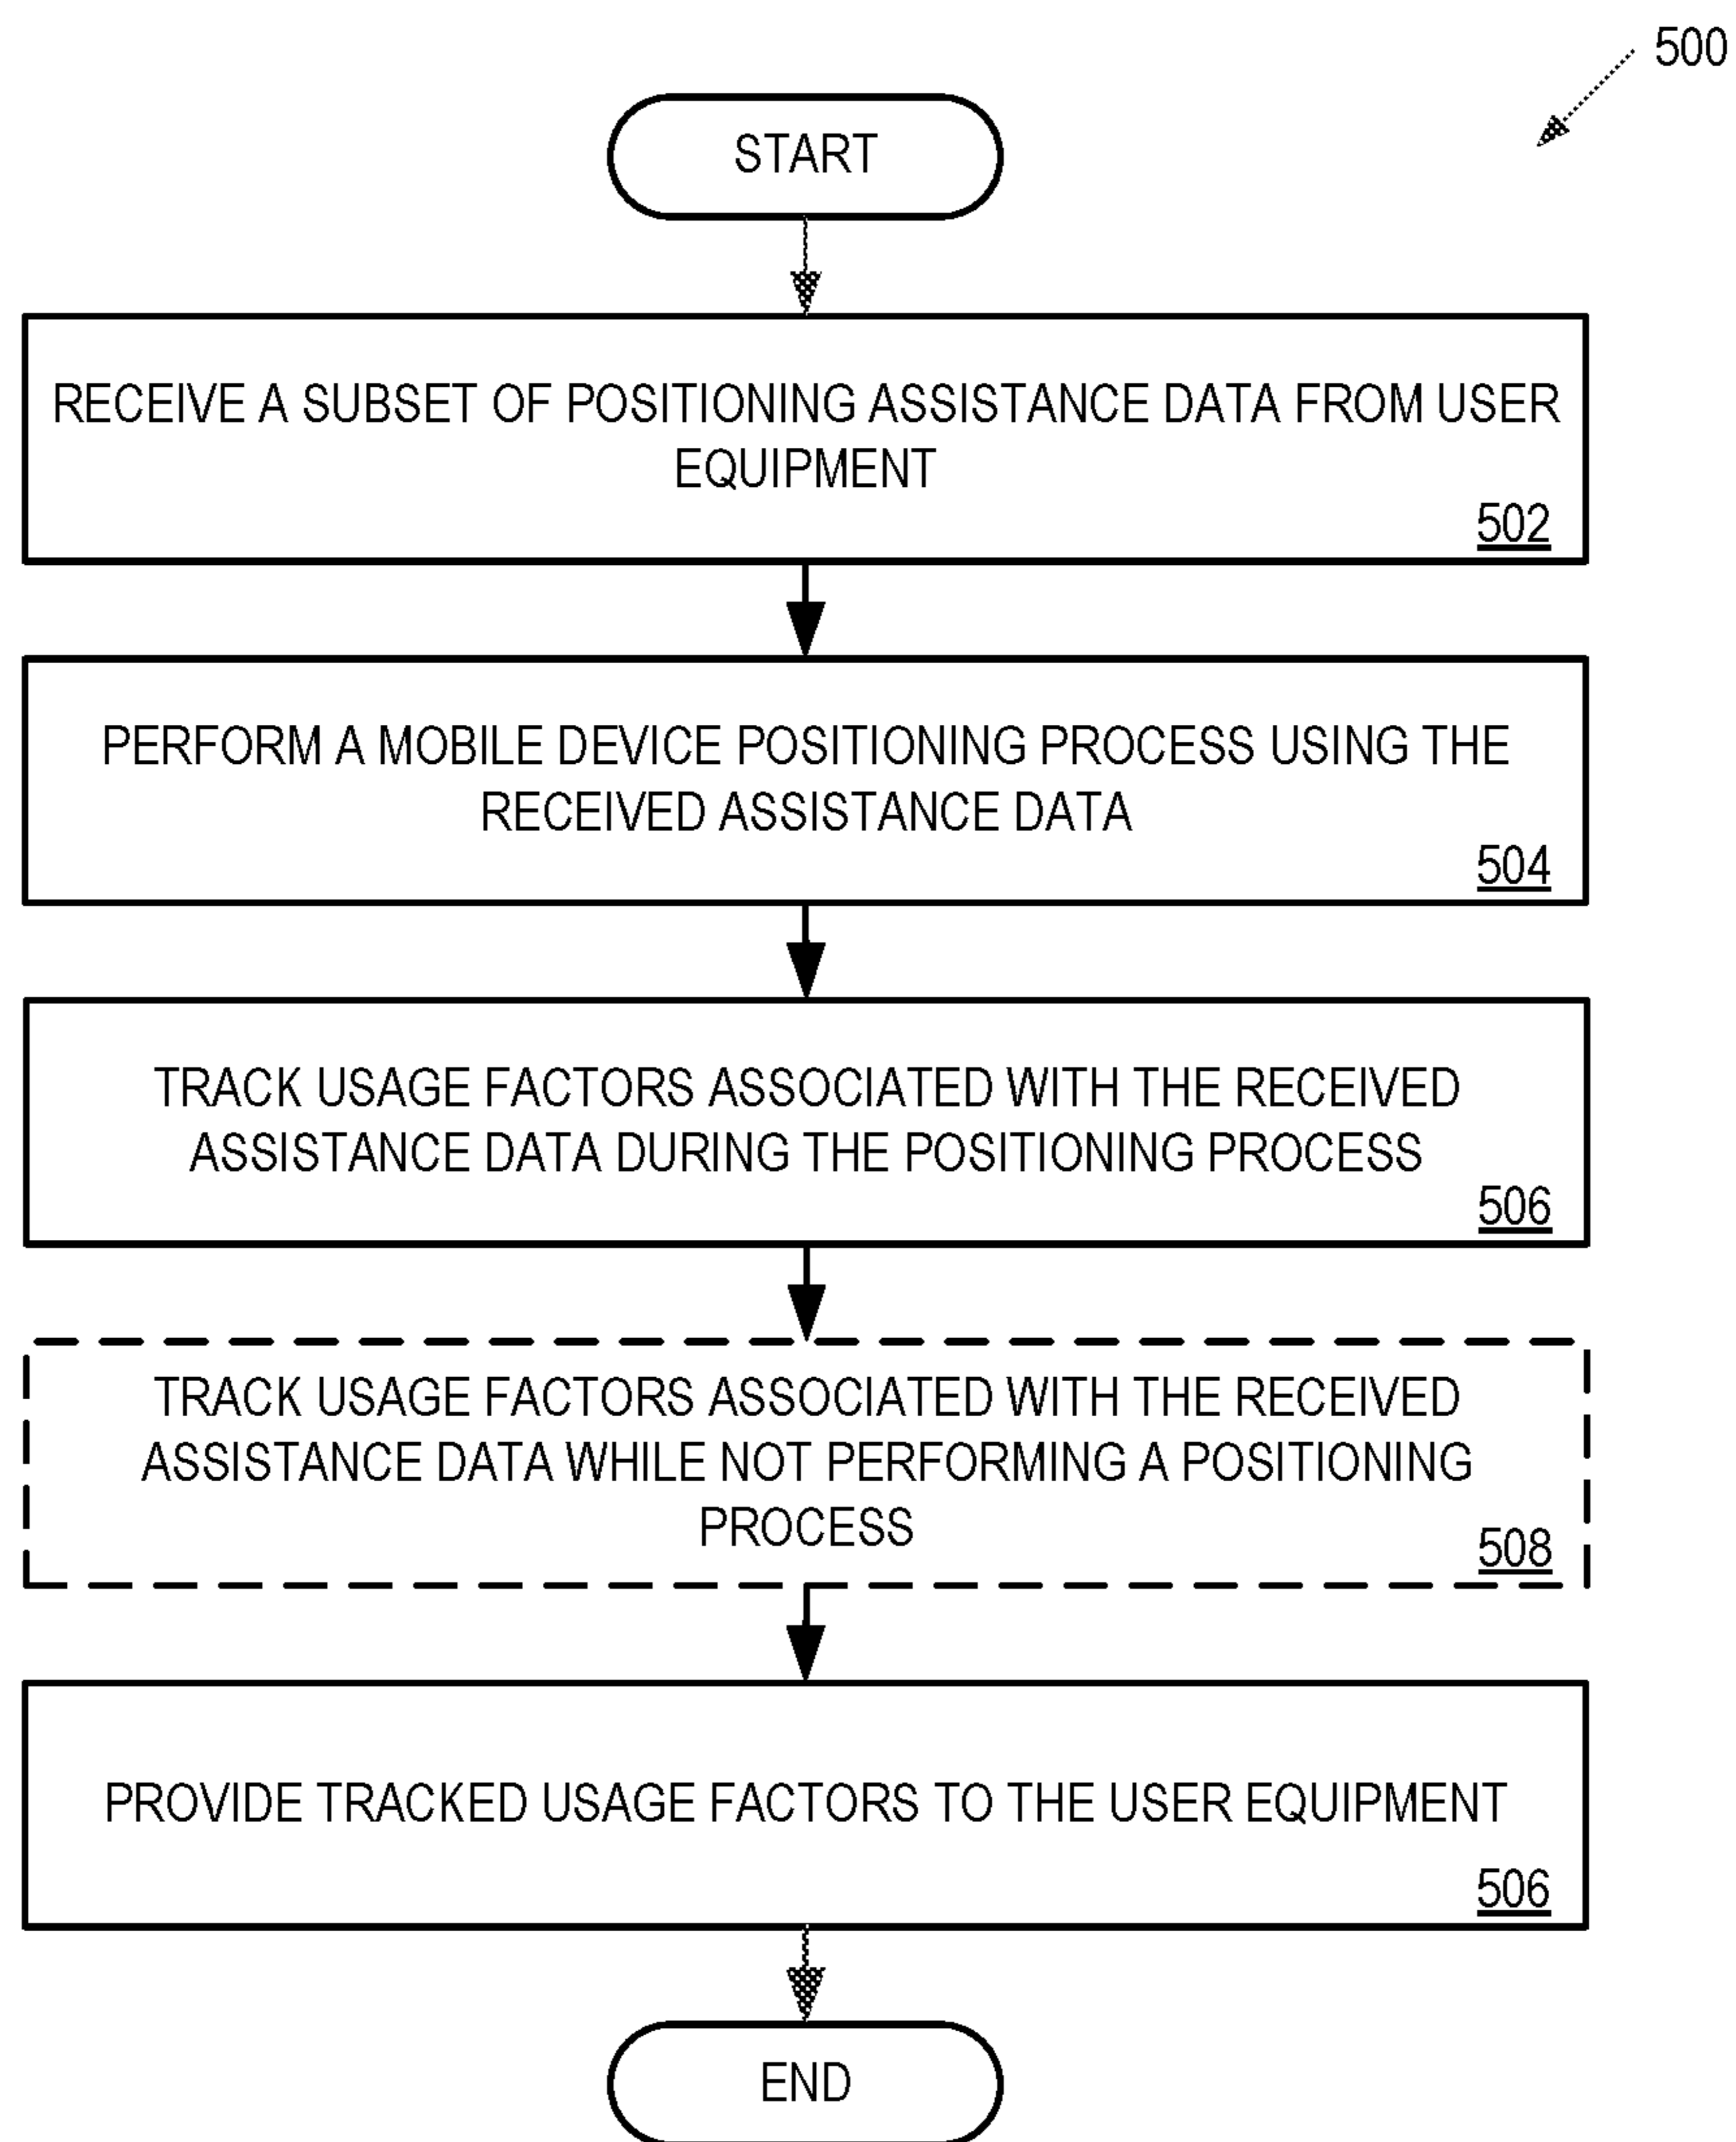 500
START
RECEIVE A SUBSET OF POSITIONING ASSISTANCE DATA FROM USER
EQUIPMENT
502
PERFORM A MOBILE DEVICE POSITIONING PROCESS USING THE
RECEIVED ASSISTANCE DATA
504
TRACK USAGE FACTORS ASSOCIATED WITH THE RECEIVED
ASSISTANCE DATA DURING THE POSITIONING PROCESS
506
TRACK USAGE FACTORS ASSOCIATED WITH THE RECEIVED
ASSISTANCE DATA WHILE NOT PERFORMING A POSITIONING
PROCESS
508
PROVIDE TRACKED USAGE FACTORS TO THE USER EQUIPMENT
506
END